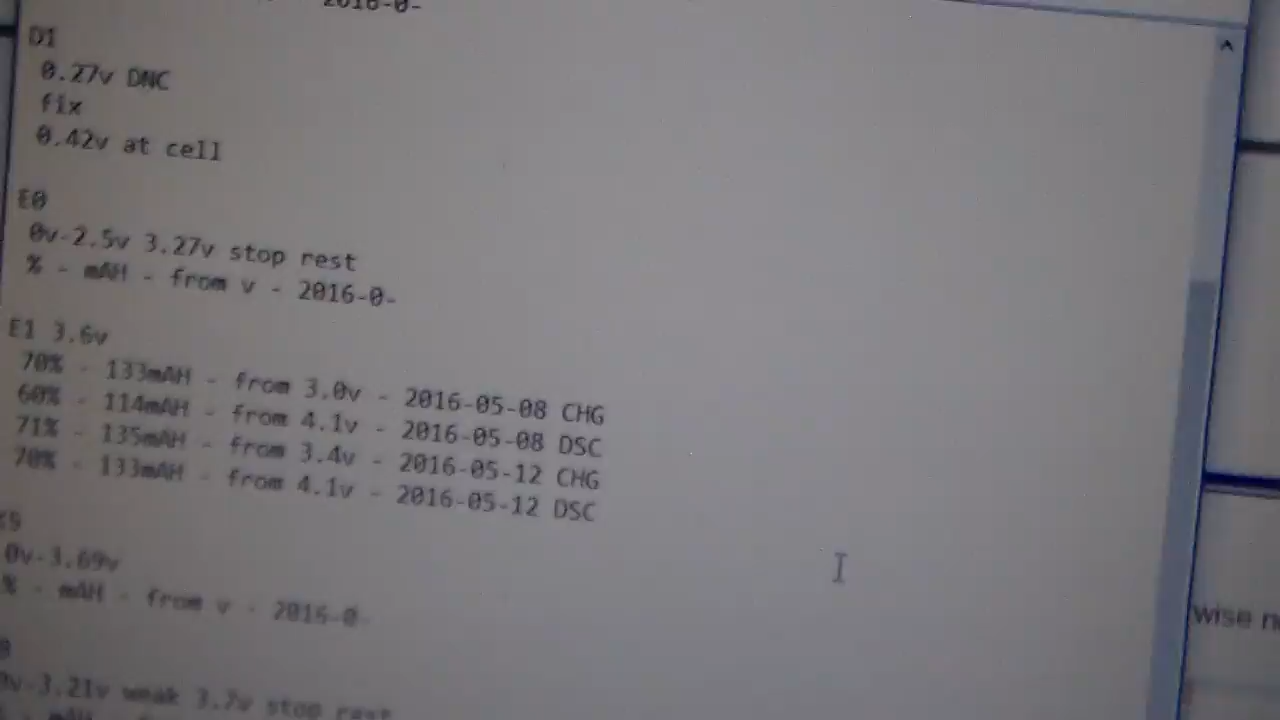 2016-0-
D1
0.27v DNC
fix
0.42v at cell
E0
0v-2.5v 3.27v stop rest
% - mAH - from v - 2016-0-
E1 3.6v
70% - 133mAH - from 3.0v - 2016-05-08 CHG
60% - 114mAH - from 4.1v - 2016-05-08 DSC
71% - 135mAH - from 3.4v - 2016-05-12 CHG
70% - 133mAH - from 4.1v - 2016-05-12 DSC
0v-3.69v
% - mAH - from v - 2016-0-
0v-3.21v weak 3.7v stop rest
wise